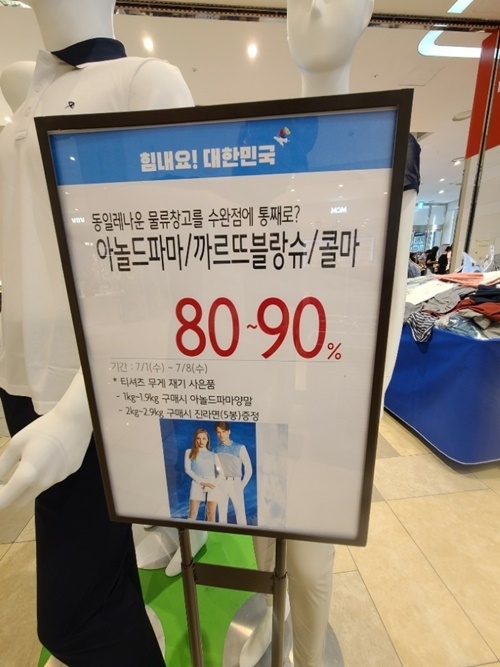 힘내요! 대한민국
동일레나운 물류창고를 수완점에 통째로?
아놀드파마/까르뜨블랑슈/콜마
80~90%
기간 : 7/1(수) ~ 7/8(수)
* 티셔츠 무게 재기 사은품
- 1kg~1.9kg 구매시 아놀드파마양말
- 2kg~2.9kg 구매시 진라면(5봉)증정